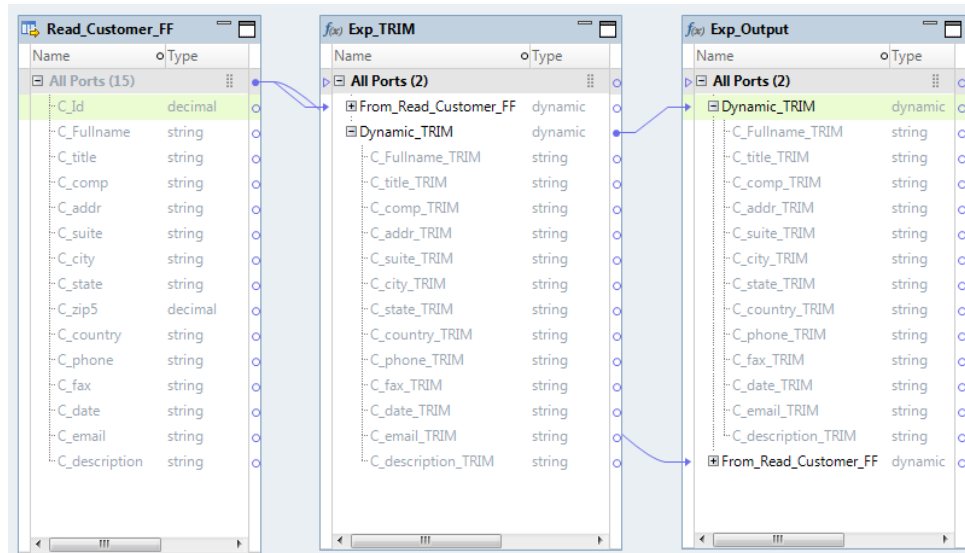 Read_Customer_FF
Name Type
All Ports (15)
C_Id decimal
C_Fullname string
C_title string
C_comp string
C_addr string
C_suite string
C_city string
C_state string
C_zip5 decimal
C_country string
C_phone string
C_fax string
C_date string
C_email string
C_description string
f(x) Exp_TRIM
Name Type
All Ports (2)
From_Read_Customer_FF dynamic
Dynamic_TRIM dynamic
C_Fullname_TRIM string
C_title_TRIM string
C_comp_TRIM string
C_addr_TRIM string
C_suite_TRIM string
C_city_TRIM string
C_state_TRIM string
C_country_TRIM string
C_phone_TRIM string
C_fax_TRIM string
C_date_TRIM string
C_email_TRIM string
C_description_TRIM string
f(x) Exp_Output
Name Type
All Ports (2)
Dynamic_TRIM dynamic
C_Fullname_TRIM string
C_title_TRIM string
C_comp_TRIM string
C_addr_TRIM string
C_suite_TRIM string
C_city_TRIM string
C_state_TRIM string
C_country_TRIM string
C_phone_TRIM string
C_fax_TRIM string
C_date_TRIM string
C_email_TRIM string
C_description_TRIM string
From_Read_Customer_FF dynamic